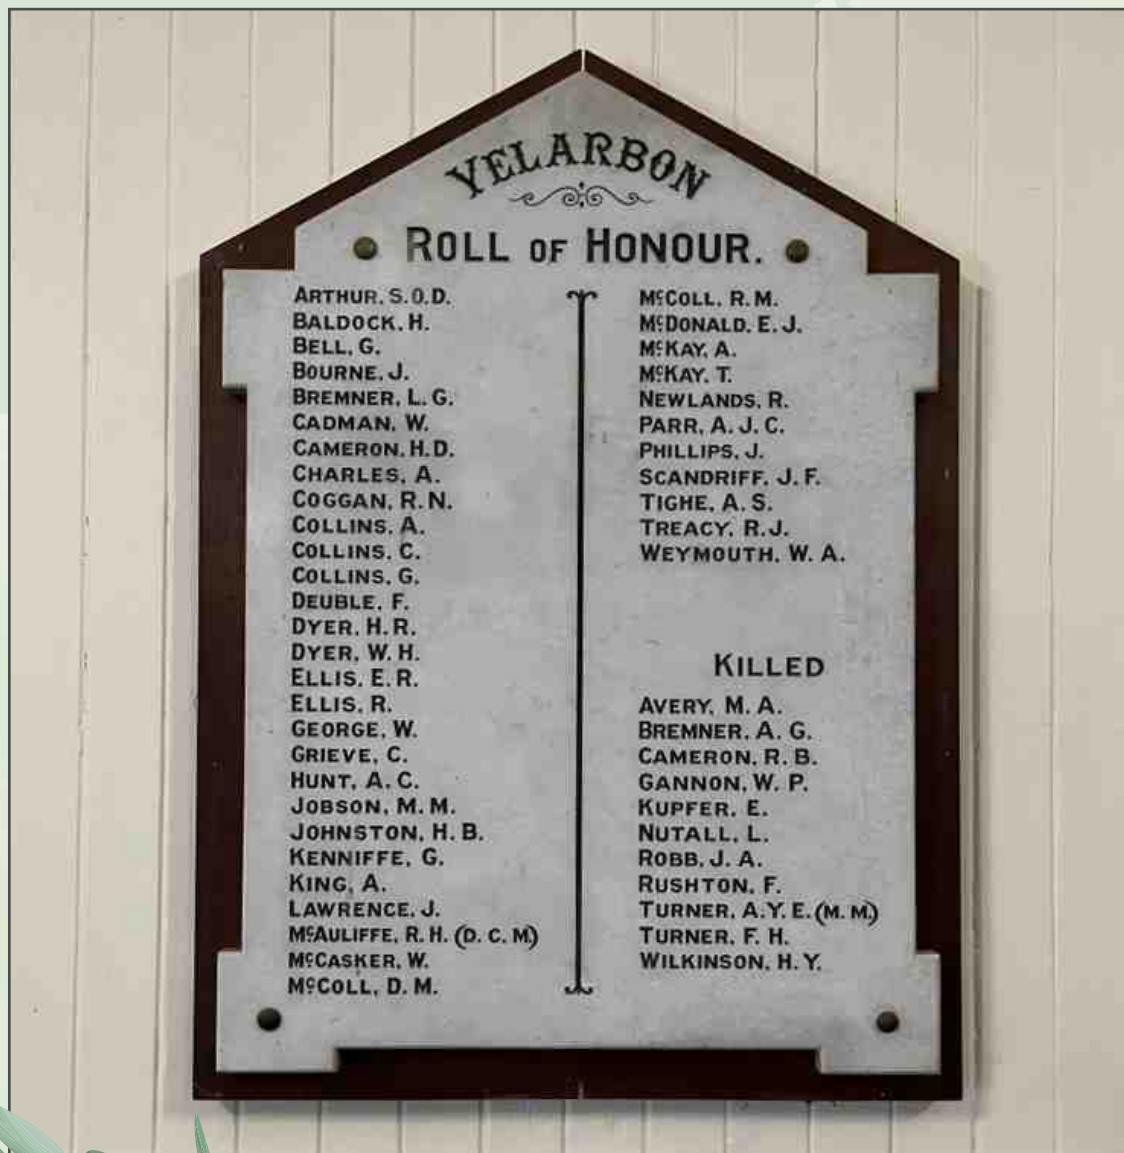 YELARBON
ROLL OF HONOUR.
ARTHUR. S. O. D.
BALDOCK. H.
BELL, G.
BOURNE, J.
BREMNER, L. G.
CADMAN, W.
CAMERON, H. D.
CHARLES, A.
COGGAN, R. N.
COLLINS, A.
COLLINS, C.
COLLINS, G.
DEUBLE, F.
DYER, H. R.
DYER, W. H.
ELLIS, E. R.
ELLIS, R.
GEORGE, W.
GRIEVE, C.
HUNT, A. C.
JOBSON, M. M.
JOHNSTON, H. B.
KENNIFFE, G.
KING, A.
LAWRENCE, J.
McAULIFFE, R. H. (D. C. M)
McCASKER, W.
McCOLL, D. M.
McCOLL, R. M.
McDONALD, E. J.
McKAY, A.
McKAY, T.
NEWLANDS, R.
PARR, A. J. C.
PHILLIPS, J.
SCANDRIFF, J. F.
TIGHE, A. S.
TREACY, R. J.
WEYMOUTH, W. A.
KILLED
AVERY, M. A.
BREMNER, A. G.
CAMERON, R. B.
GANNON, W. P.
KUPFER, E.
NUTALL, L.
ROBB, J. A.
RUSHTON, F.
TURNER, A. Y. E. (M. M.)
TURNER, F. H.
WILKINSON, H. Y.